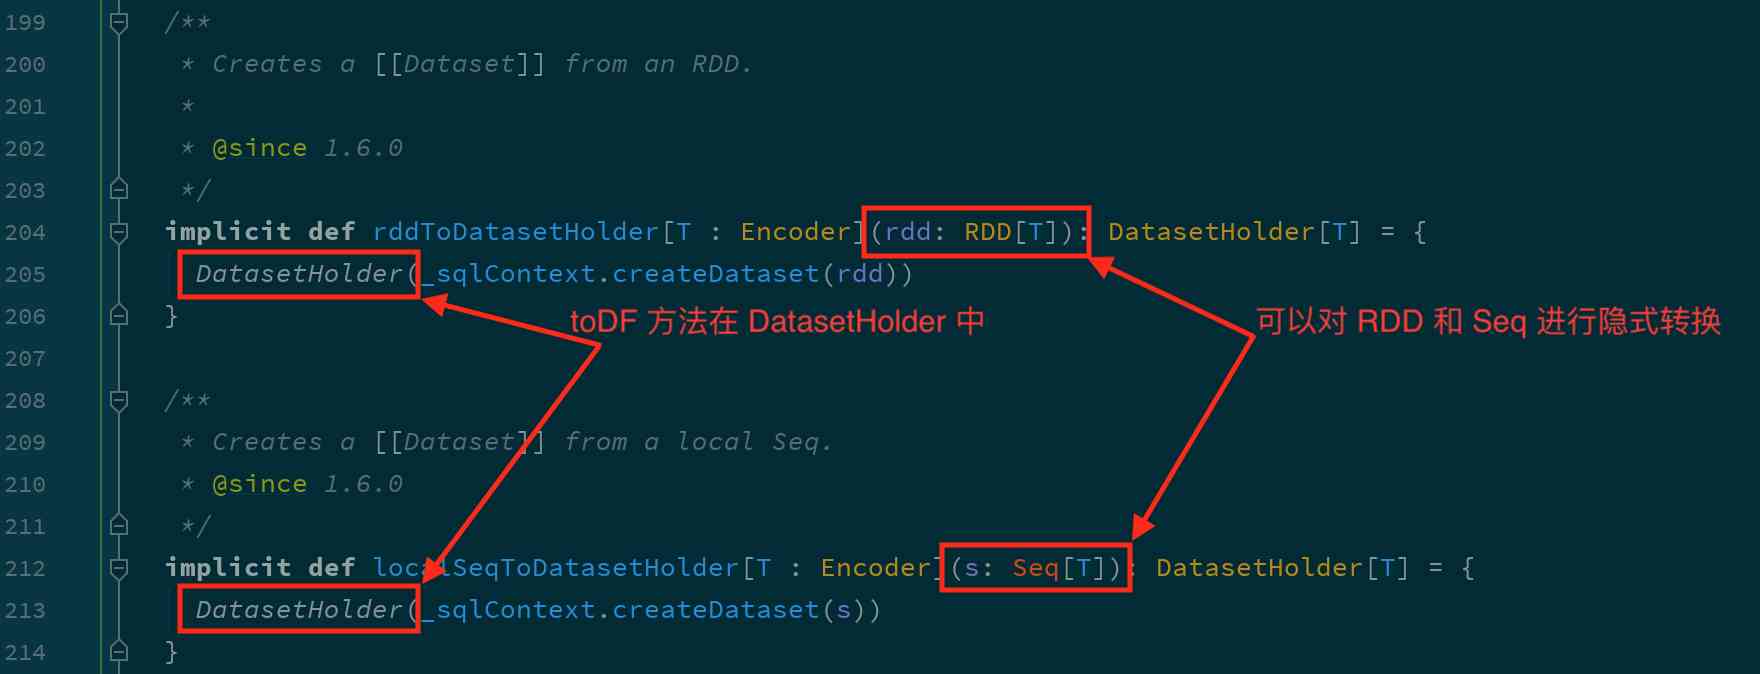 199 /**
200 * Creates a [[Dataset]] from an RDD.
201 *
202 * @since 1.6.0
203 */
204 implicit def rddToDatasetHolder[T : Encoder](rdd: RDD[T]): DatasetHolder[T] = {
205 DatasetHolder(_sqlContext.createDataset(rdd))
206 }
toDF 方法在 DatasetHolder 中
可以对 RDD 和 Seq 进行隐式转换
207
208 /**
209 * Creates a [[Dataset]] from a local Seq.
210 * @since 1.6.0
211 */
212 implicit def localSeqToDatasetHolder[T : Encoder](s: Seq[T]): DatasetHolder[T] = {
213 DatasetHolder(_sqlContext.createDataset(s))
214 }